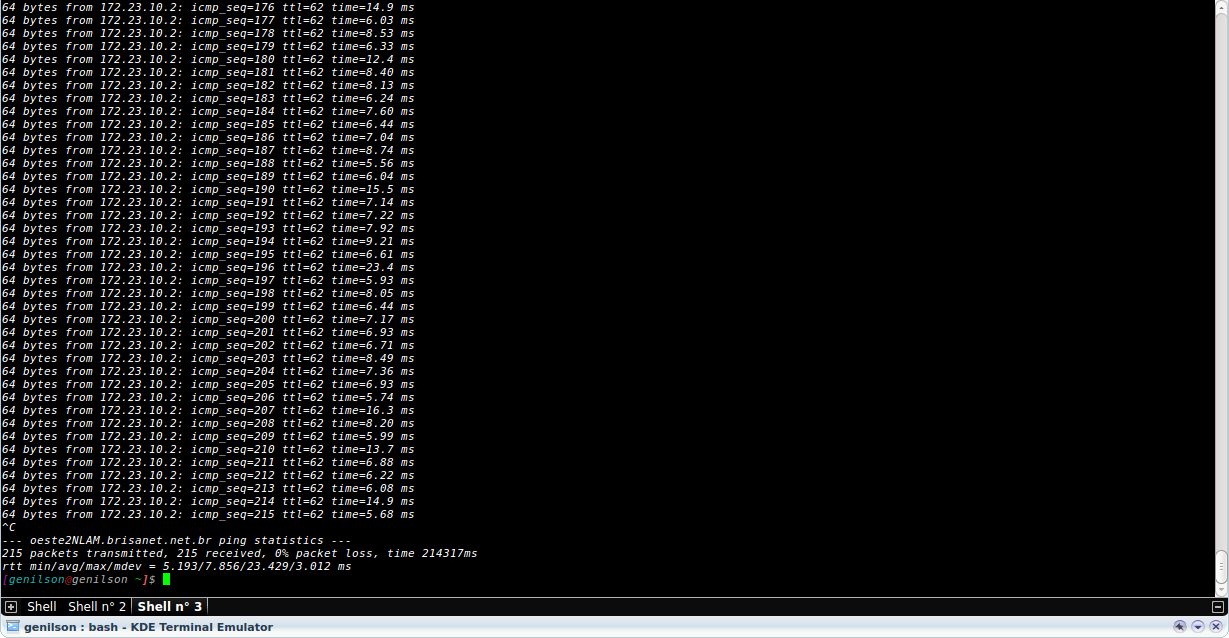 64 bytes from 172.23.10.2: icmp_seq=176 ttl=62 time=14.9 ms
64 bytes from 172.23.10.2: icmp_seq=177 ttl=62 time=6.03 ms
64 bytes from 172.23.10.2: icmp_seq=178 ttl=62 time=8.53 ms
64 bytes from 172.23.10.2: icmp_seq=179 ttl=62 time=6.33 ms
64 bytes from 172.23.10.2: icmp_seq=180 ttl=62 time=12.4 ms
64 bytes from 172.23.10.2: icmp_seq=181 ttl=62 time=8.40 ms
64 bytes from 172.23.10.2: icmp_seq=182 ttl=62 time=8.13 ms
64 bytes from 172.23.10.2: icmp_seq=183 ttl=62 time=6.24 ms
64 bytes from 172.23.10.2: icmp_seq=184 ttl=62 time=7.60 ms
64 bytes from 172.23.10.2: icmp_seq=185 ttl=62 time=6.44 ms
64 bytes from 172.23.10.2: icmp_seq=186 ttl=62 time=7.04 ms
64 bytes from 172.23.10.2: icmp_seq=187 ttl=62 time=8.74 ms
64 bytes from 172.23.10.2: icmp_seq=188 ttl=62 time=5.56 ms
64 bytes from 172.23.10.2: icmp_seq=189 ttl=62 time=6.04 ms
64 bytes from 172.23.10.2: icmp_seq=190 ttl=62 time=15.5 ms
64 bytes from 172.23.10.2: icmp_seq=191 ttl=62 time=7.14 ms
64 bytes from 172.23.10.2: icmp_seq=192 ttl=62 time=7.22 ms
64 bytes from 172.23.10.2: icmp_seq=193 ttl=62 time=7.92 ms
64 bytes from 172.23.10.2: icmp_seq=194 ttl=62 time=9.21 ms
64 bytes from 172.23.10.2: icmp_seq=195 ttl=62 time=6.61 ms
64 bytes from 172.23.10.2: icmp_seq=196 ttl=62 time=23.4 ms
64 bytes from 172.23.10.2: icmp_seq=197 ttl=62 time=5.93 ms
64 bytes from 172.23.10.2: icmp_seq=198 ttl=62 time=8.05 ms
64 bytes from 172.23.10.2: icmp_seq=199 ttl=62 time=6.44 ms
64 bytes from 172.23.10.2: icmp_seq=200 ttl=62 time=7.17 ms
64 bytes from 172.23.10.2: icmp_seq=201 ttl=62 time=6.93 ms
64 bytes from 172.23.10.2: icmp_seq=202 ttl=62 time=6.71 ms
64 bytes from 172.23.10.2: icmp_seq=203 ttl=62 time=8.49 ms
64 bytes from 172.23.10.2: icmp_seq=204 ttl=62 time=7.36 ms
64 bytes from 172.23.10.2: icmp_seq=205 ttl=62 time=6.93 ms
64 bytes from 172.23.10.2: icmp_seq=206 ttl=62 time=5.74 ms
64 bytes from 172.23.10.2: icmp_seq=207 ttl=62 time=16.3 ms
64 bytes from 172.23.10.2: icmp_seq=208 ttl=62 time=8.20 ms
64 bytes from 172.23.10.2: icmp_seq=209 ttl=62 time=5.99 ms
64 bytes from 172.23.10.2: icmp_seq=210 ttl=62 time=13.7 ms
64 bytes from 172.23.10.2: icmp_seq=211 ttl=62 time=6.88 ms
64 bytes from 172.23.10.2: icmp_seq=212 ttl=62 time=6.22 ms
64 bytes from 172.23.10.2: icmp_seq=213 ttl=62 time=6.08 ms
64 bytes from 172.23.10.2: icmp_seq=214 ttl=62 time=14.9 ms
64 bytes from 172.23.10.2: icmp_seq=215 ttl=62 time=5.68 ms
^C
--- oeste2NLAM.brisanet.net.br ping statistics ---
215 packets transmitted, 215 received, 0% packet loss, time 214317ms
rtt min/avg/max/mdev = 5.193/7.856/23.429/3.012 ms
[genilson@genilson ~]$
Shell Shell n° 2 Shell n° 3
genilson : bash - KDE Terminal Emulator